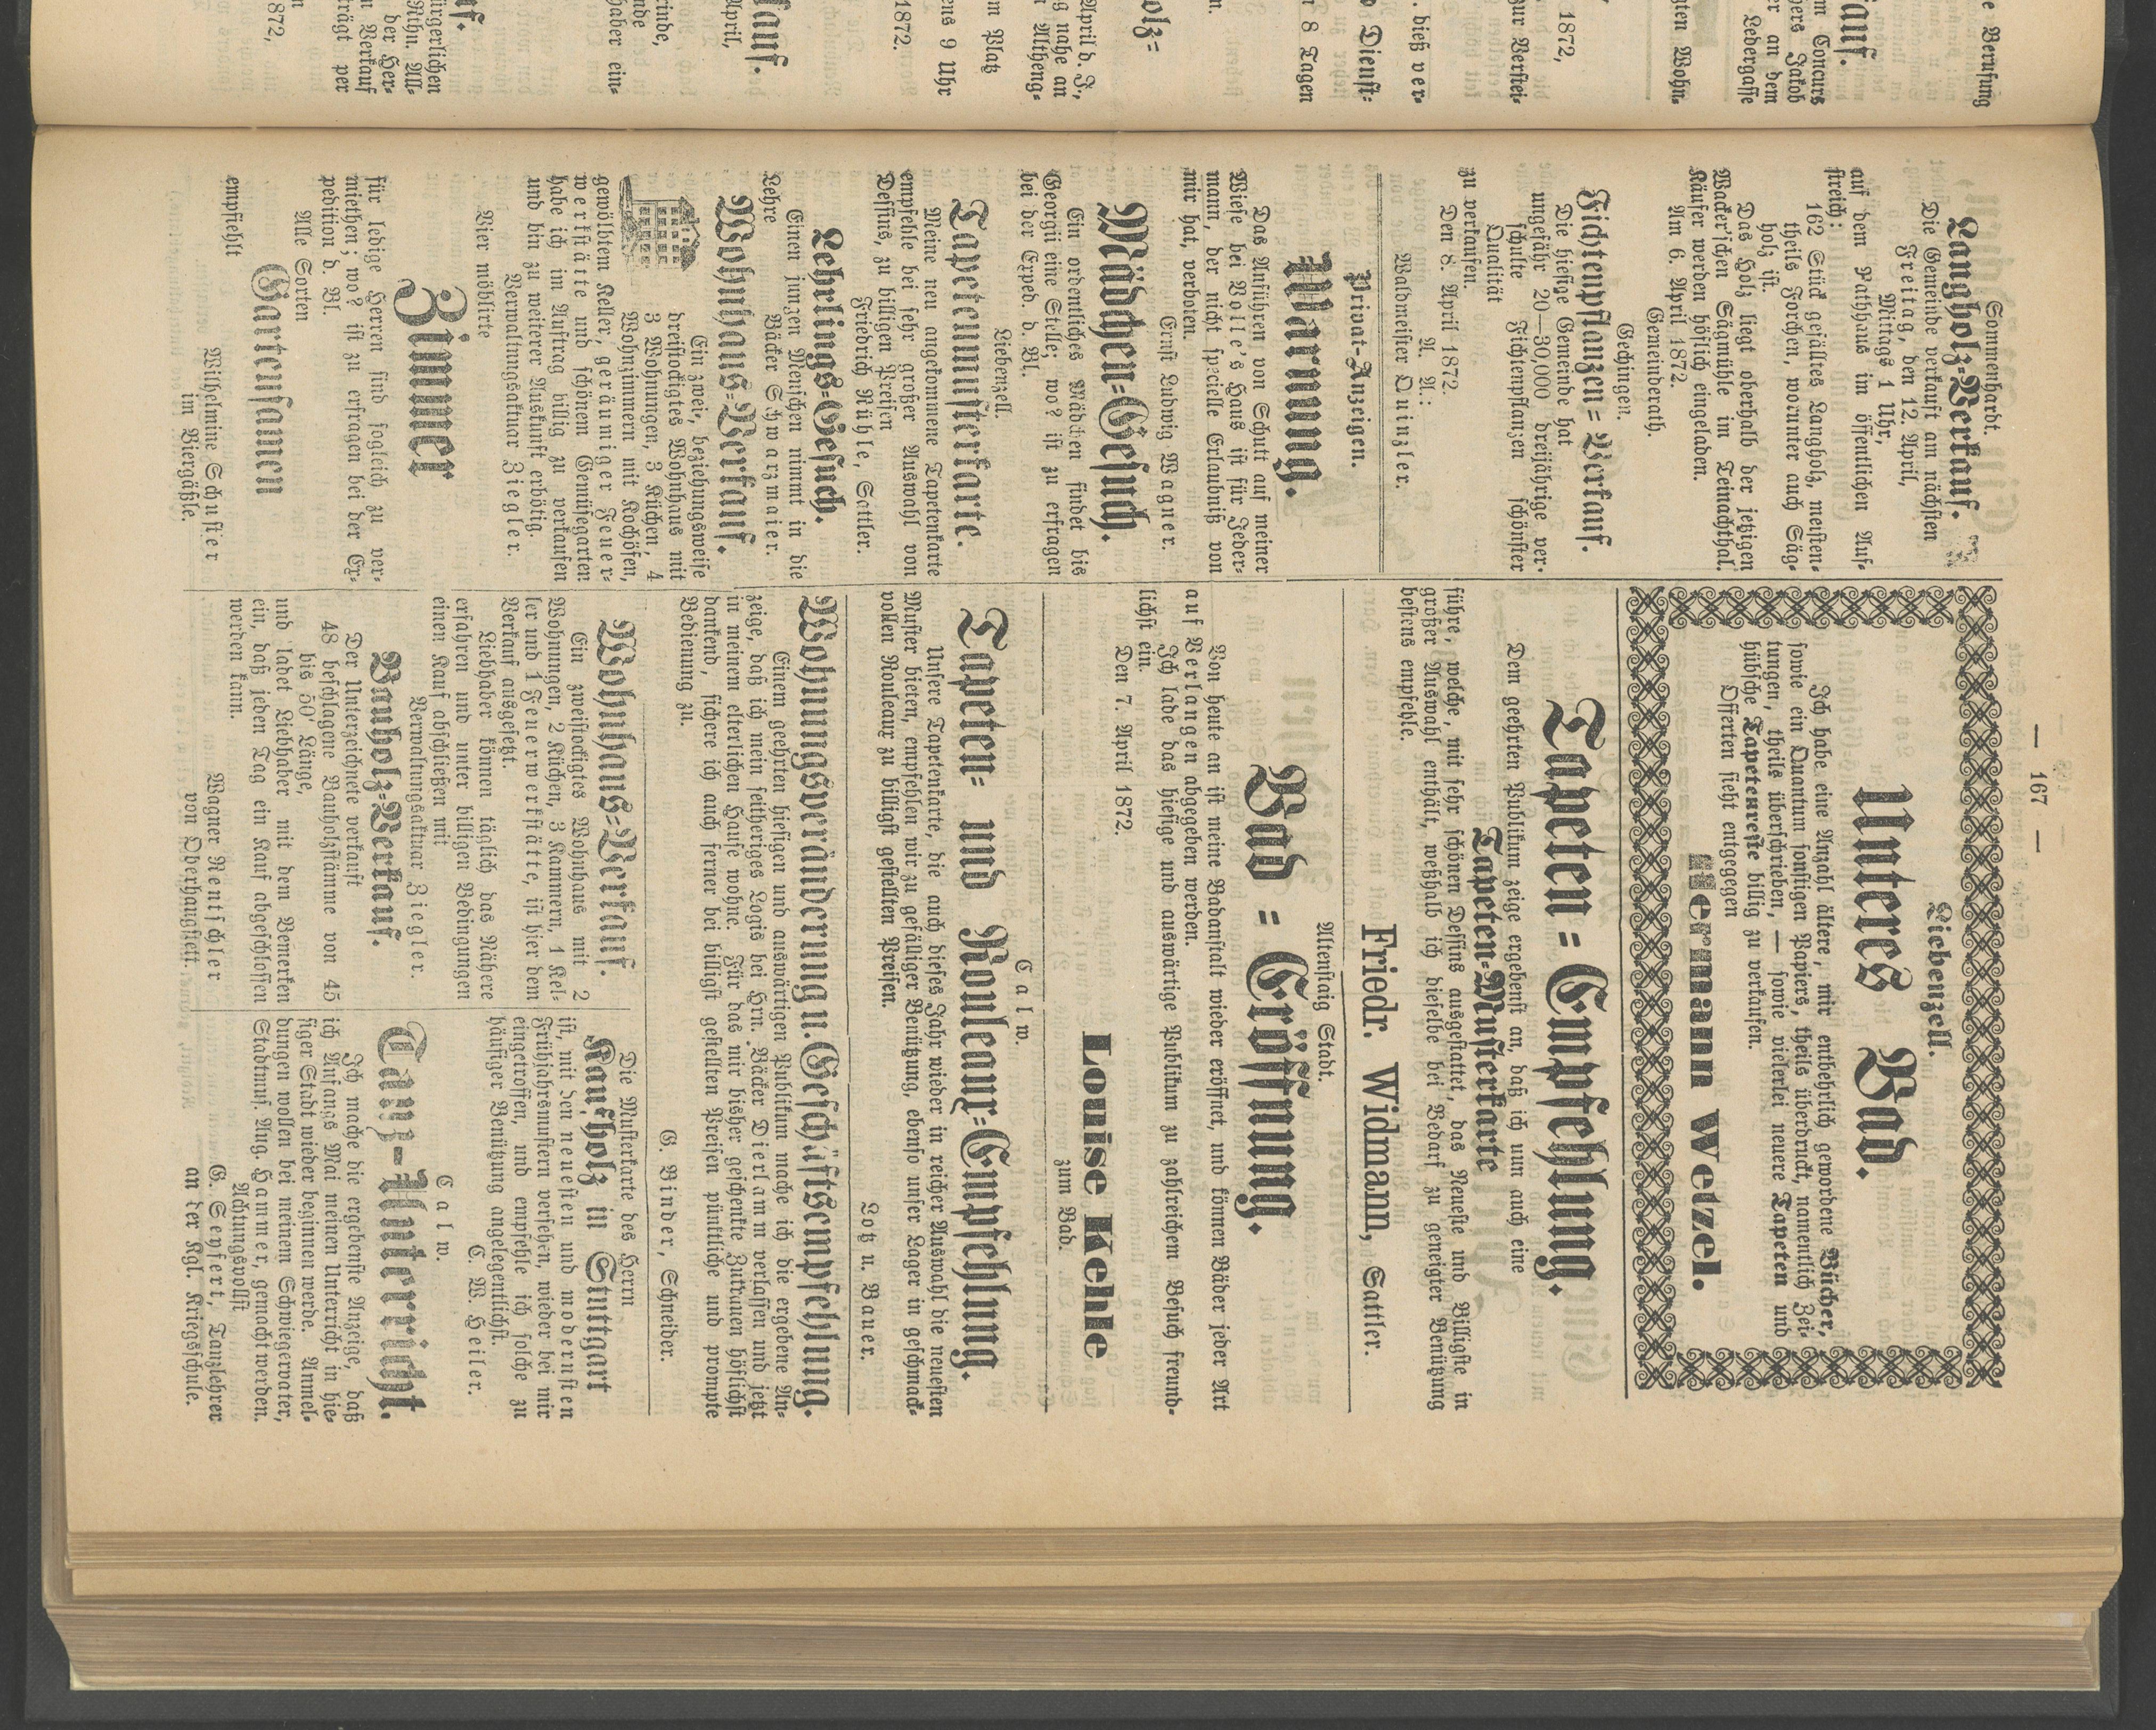 — 167 —
Sommenhardt.
Langholz-Verkauf.
Die Gemeinde verkauft am nächsten
Freitag, den 12. April,
Mittags 1 Uhr,
auf dem Rathhaus im öffentlichen Auf-
streich:
162 Stück gefälltes Langholz, meisten-
theils Forchen, worunter auch Säg-
holz ist.
Das Holz liegt oberhalb der jetzigen
Wacker'schen Sägmühle im Teinachthal.
Käufer werden höflich eingeladen.
Am 6. April 1872.
Gemeinderath.
Gechingen.
Fichtenpflanzen-Verkauf.
Die hiesige Gemeinde hat
ungefähr 20—30,000 dreijährige ver-
schulte Fichtenpflanzen schönster
Qualität
zu verkaufen.
Den 8. April 1872.
A. A.:
Waldmeister Quinzler.
Privat-Anzeigen.
Warnung.
Das Anführen von Schutt auf meiner
Wiese bei Bolle's Haus ist für Jeder-
mann, der nicht spezielle Erlaubniß von
mir hat, verboten.
Ernst Ludwig Wagner.
Mädchen-Gesuch.
Ein ordentliches Mädchen findet bis
Georgii eine Stelle; wo? ist zu erfragen
bei der Exped. d. Bl.
Liebenzell.
Tapetenmusterkarte.
Meine neu angekommene Tapetenkarte
empfehle bei sehr großer Auswahl von
Dessins, zu billigen Preisen
Friedrich Rühle, Sattler.
Lehrlings-Gesuch.
Einen jungen Menschen nimmt in die
Lehre
Bäcker Schwarzmaier.
Wohnhaus-Verkauf.
Ein zwei-, beziehungsweise
dreistockigtes Wohnhaus mit
3 Wohnungen, 3 Küchen, 4
Wohnzimmern mit Kochöfen,
gewölbtem Keller, geräumiger Feuer-
werkstätte und schönem Gemüsegarten
habe ich im Auftrag billig zu verkaufen
und bin zu weiterer Auskunft erbötig.
Verwaltungsaktuar Ziegler.
Vier möblirte
Zimmer
für ledige Herren sind sogleich zu ver-
miethen; wo? ist zu erfragen bei der Ex-
pedition d. Bl.
Alle Sorten
Gartensamen
empfiehlt
Wilhelmine Schuster
im Biergäßle.
Liebenzell.
Unteres Bad.
Ich habe eine Anzahl ältere, mir entbehrlich gewordene Bücher,
sowie ein Quantum sonstigen Papiers, theils überdruckt, namentlich Zei-
tungen, theils überschrieben, — sowie vielerlei neuere Tapeten und
hübsche Tapetenreste billig zu verkaufen.
Offerten sieht entgegen
Hermann Wetzel.
Tapeten-Empfehlung.
Dem geehrten Publikum zeige ergebenst an, daß ich nun auch eine
Tapeten-Musterkarte
führe, welche, mit sehr schönen Dessins ausgestattet, das Neueste und Billigste in
großer Auswahl enthält, weßhalb ich dieselbe bei Bedarf zu geneigter Benützung
bestens empfehle.
Friedr. Widmann, Sattler.
Altenstaig Stadt.
Bad-Eröffnung.
Von heute an ist meine Badanstalt wieder eröffnet, und können Bäder jeder Art
auf Verlangen abgegeben werden.
Ich lade das hiesige und auswärtige Publikum zu zahlreichem Besuch freund-
lichst ein.
Den 7. April 1872.
Louise Kehle
zum Bad.
Calw.
Tapeten- und Rouleaux-Empfehlung.
Unsere Tapetenkarte, die auch dieses Jahr wieder in reicher Auswahl die neuesten
Muster bieten, empfehlen wir zu gefälliger Benützung, ebenso unser Lager in geschmack-
vollen Rouleaux zu billigst gestellten Preisen.
Lotz u. Bauer.
Wohnungsveränderung u. Geschäftsempfehlung.
Einem geehrten hiesigen und auswärtigen Publikum mache ich die ergebene An-
zeige, daß ich mein seitheriges Logis bei Hrn. Bäcker Dierlamm verlassen und jetzt
in meinem elterlichen Hause wohne. Für das mir bisher geschenkte Zutrauen höflichst
dankend, sichere ich auch ferner bei billigst gestellten Preisen pünktliche und prompte
Bedienung zu.
G. Binder, Schneider.
Wohnhaus-Verkauf.
Ein zweistockigtes Wohnhaus mit 2
Wohnungen, 2 Küchen, 3 Kammern, 1 Kel-
ler und 1 Feuerwerkstätte, ist hier dem
Verkauf ausgesetzt.
Liebhaber können täglich das Nähere
erfahren und unter billigen Bedingungen
einen Kauf abschließen mit
Verwaltungsaktuar Ziegler.
Bauholz-Verkauf.
Der Unterzeichnete verkauft
48 beschlagene Bauholzstämme von 45
bis 50' Länge,
und ladet Liebhaber mit dem Bemerken
ein, daß jeden Tag ein Kauf abgeschlossen
werden kann.
Wagner Rentschler
von Oberhaugstett.
Die Musterkarte des Herrn
Kaufholz in Stuttgart
ist, mit den neuesten und modernsten
Frühjahrsmustern versehen, wieder bei mir
eingetroffen, und empfehle ich solche zu
häufiger Benützung angelegentlichst.
C. W. Heiler.
Calw.
Tanz-Unterricht.
Ich mache die ergebenste Anzeige, daß
ich Anfangs Mai meinen Unterricht in hie-
siger Stadt wieder beginnen werde. Anmel-
dungen wollen bei meinem Schwiegervater,
Stadtmus. Aug. Hammer, gemacht werden.
Achtungsvollst
G. Seyfert, Tanzlehrer
an der Kgl. Kriegsschule.